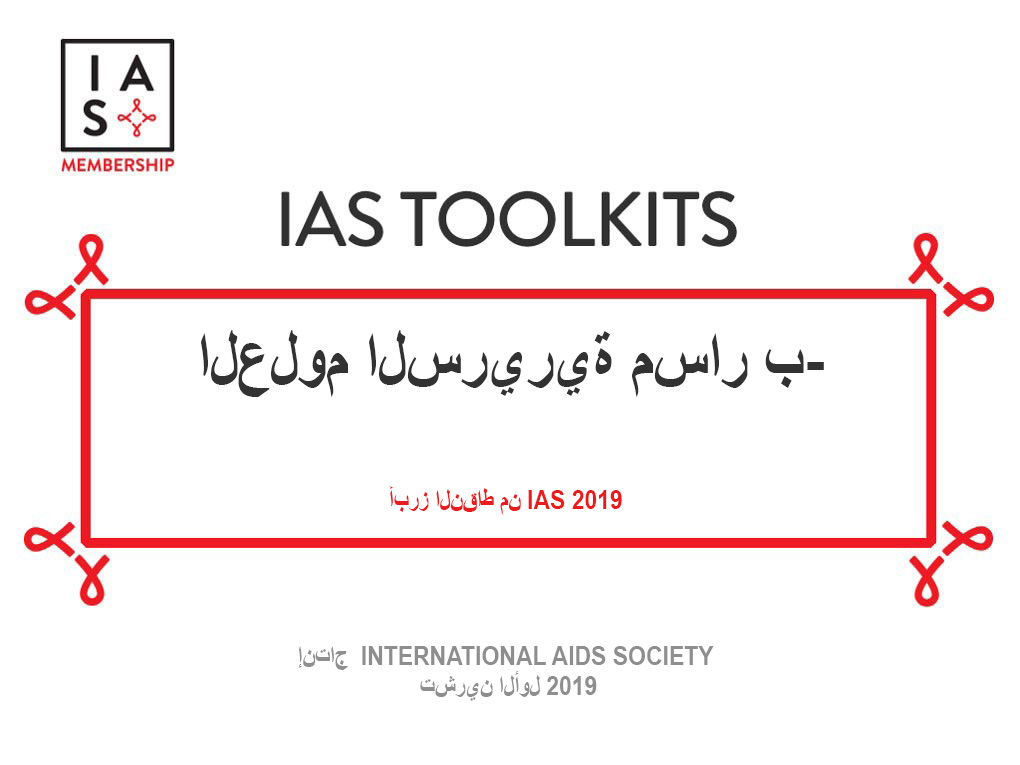 IAS
MEMBERSHIP
IAS TOOLKITS
العلوم السريرية مسار ب-
أبرز النقاط من IAS 2019
إنتاج INTERNATIONAL AIDS SOCIETY
تشرين الأول 2019